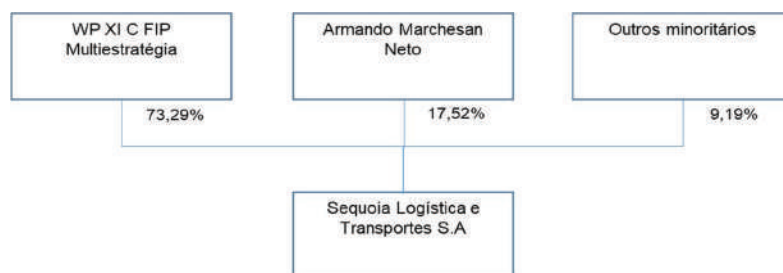 WP XI C FIP
Multiestratégia
Armando Marchesan
Neto
Outros minoritários
73,29%
17,52%
9,19%
Sequoia Logística e
Transportes S.A